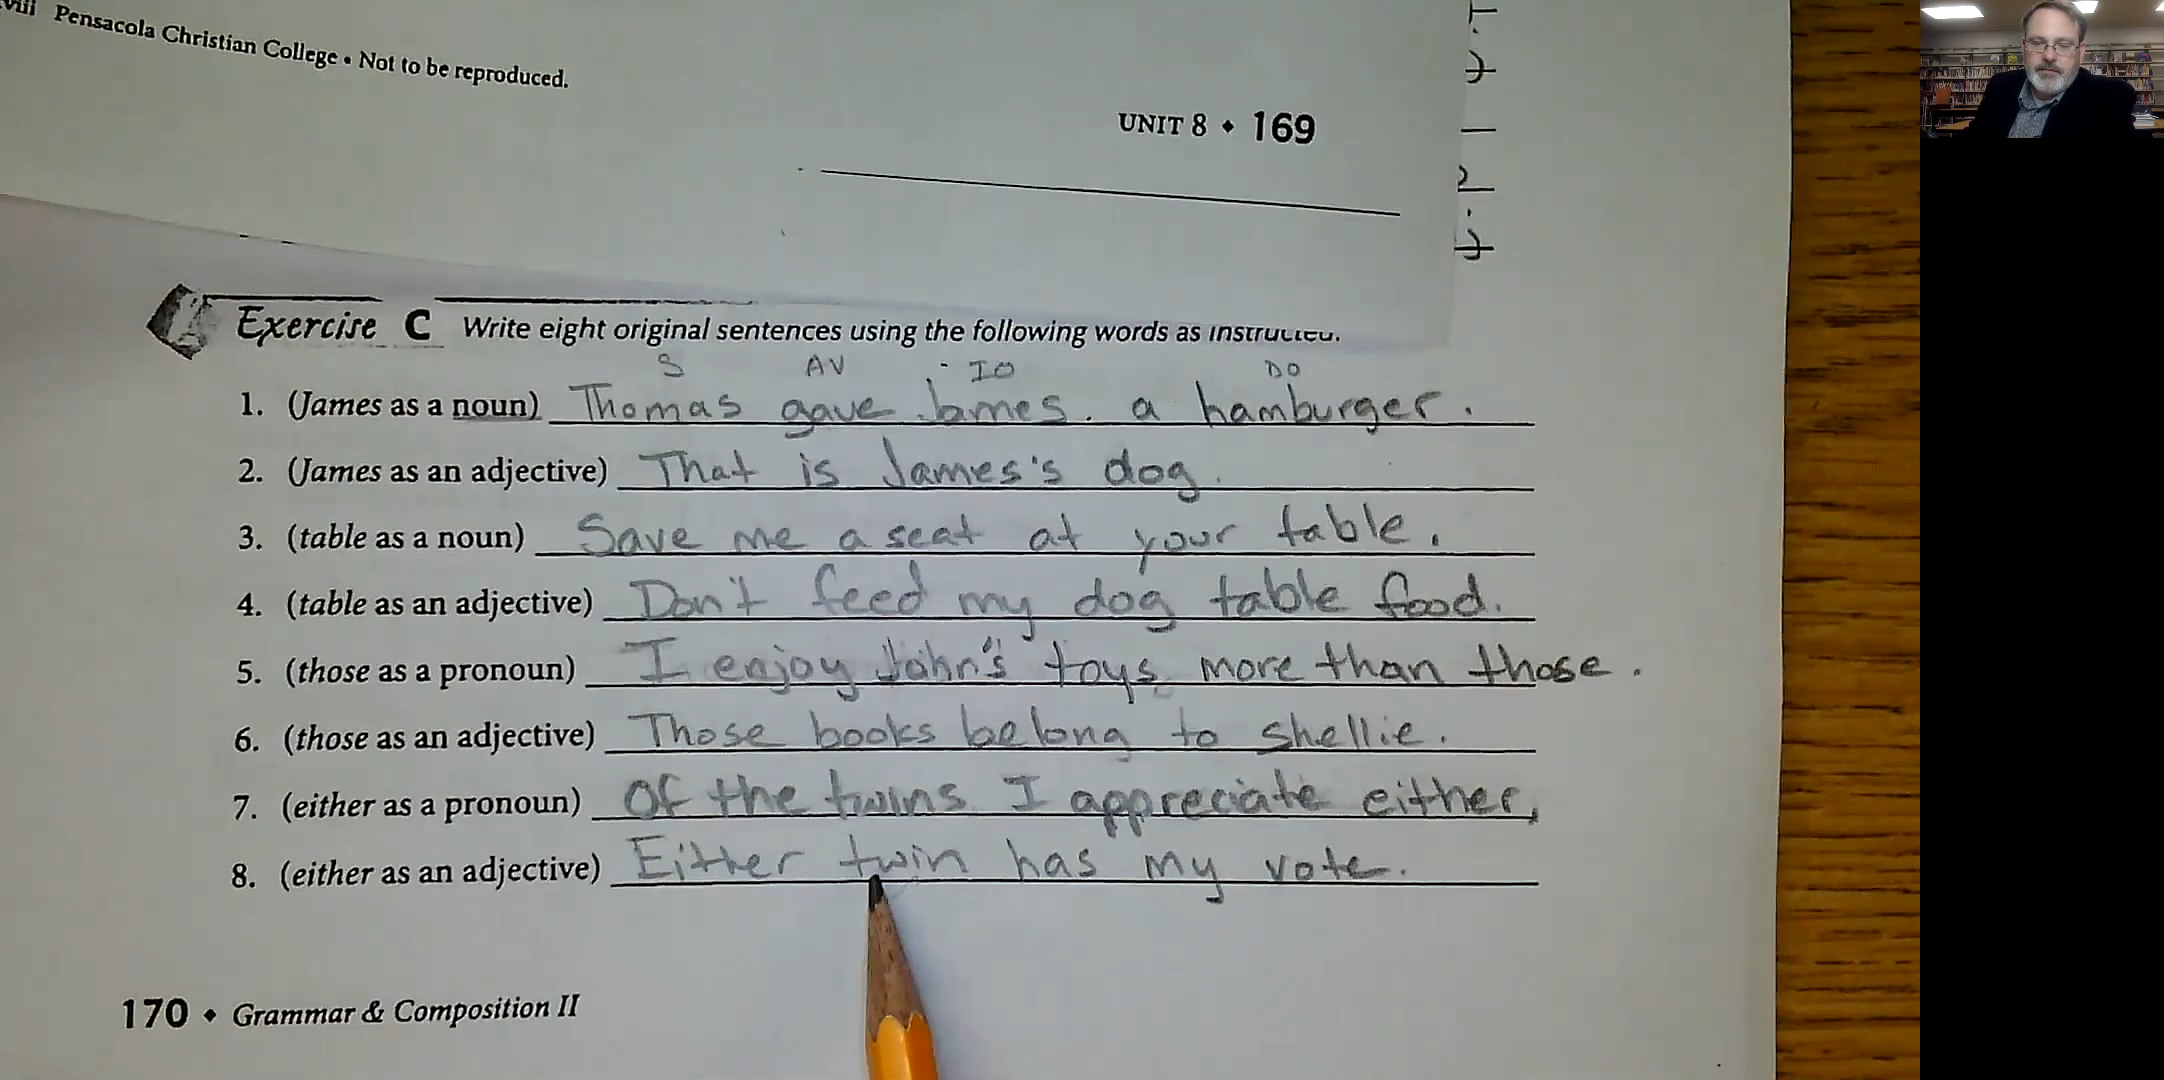 Pensacola Christian College • Not to be reproduced.
UNIT 8 ♦ 169
Exercise C Write eight original sentences using the following words as instructed.
S AV IO DO
1. (James as a noun) Thomas gave James. a hamburger.
2. (James as an adjective) That is James's dog.
3. (table as a noun) Save me a seat at your table.
4. (table as an adjective) Don't feed my dog table food.
5. (those as a pronoun) I enjoy John's toys more than those.
6. (those as an adjective) Those books belong to Shellie.
7. (either as a pronoun) Of the twins I appreciate either,
8. (either as an adjective) Either twin has my vote.
170 ♦ Grammar & Composition II